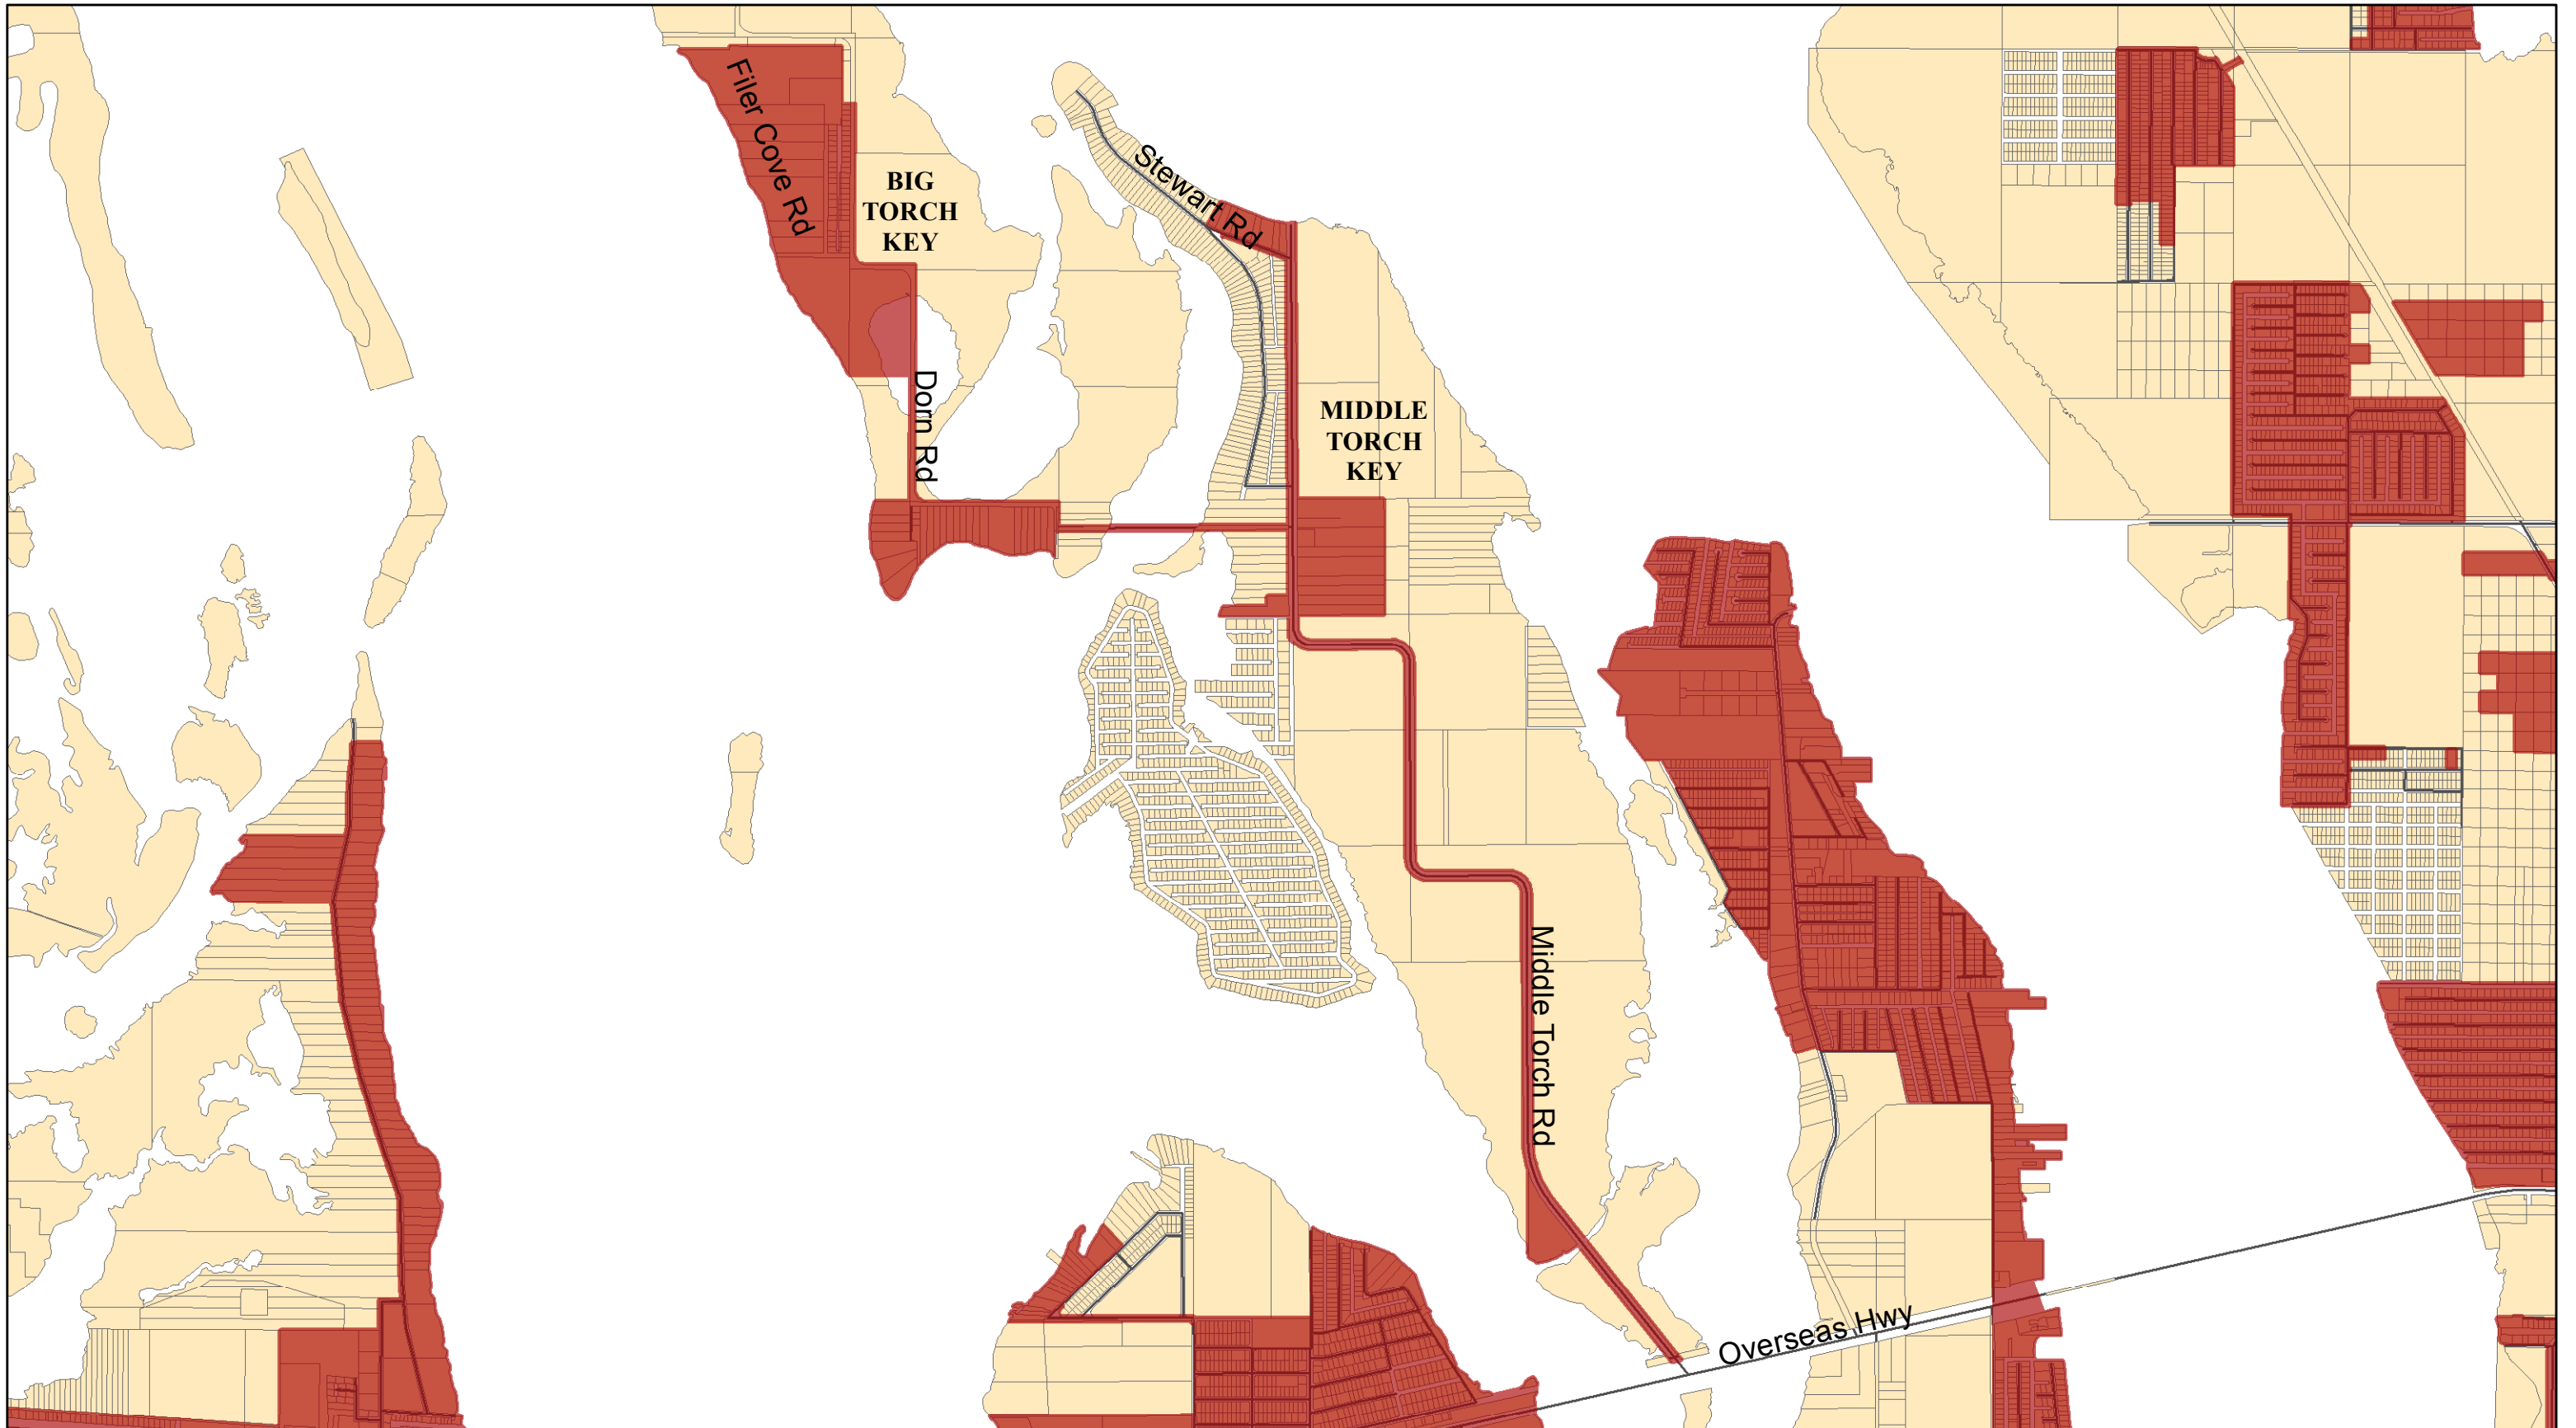 Filer Cove Rd
BIG
TORCH
KEY
Stewart Rd
Dorn Rd
MIDDLE
TORCH
KEY
Middle Torch Rd
Overseas Hwy